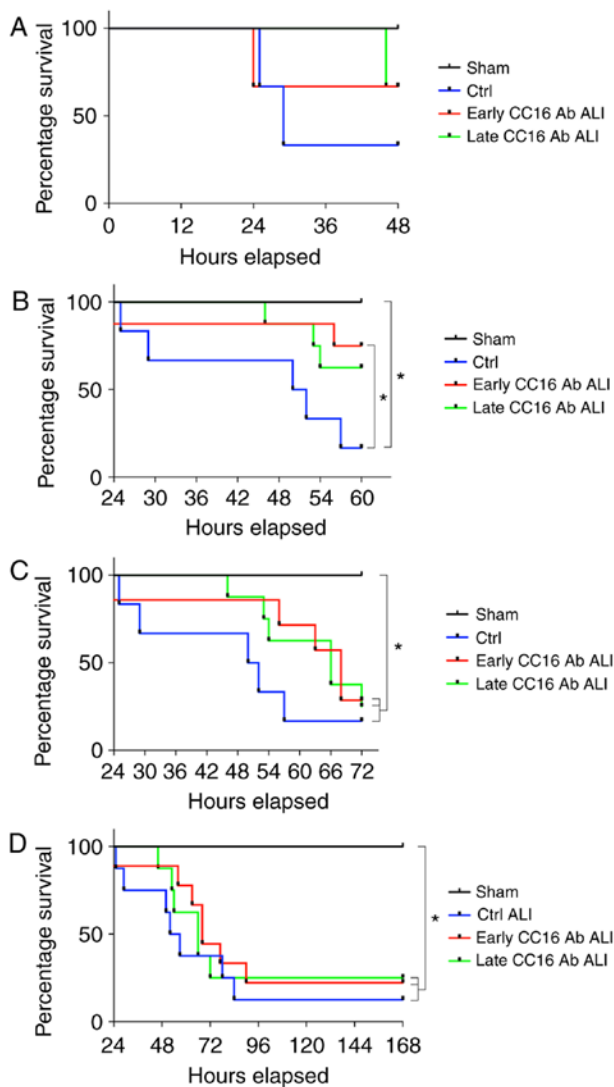 A
Percentage survival
100
50
0
0 12 24 36 48
Hours elapsed
Sham
Ctrl
Early CC16 Ab ALI
Late CC16 Ab ALI
B
Percentage survival
100
50
0
24 30 36 42 48 54 60
Hours elapsed
*
*
Sham
Ctrl
Early CC16 Ab ALI
Late CC16 Ab ALI
C
Percentage survival
100
50
0
24 30 36 42 48 54 60 66 72
Hours elapsed
*
Sham
Ctrl
Early CC16 Ab ALI
Late CC16 Ab ALI
D
Percentage survival
100
50
0
24 48 72 96 120 144 168
Hours elapsed
*
Sham
Ctrl ALI
Early CC16 Ab ALI
Late CC16 Ab ALI